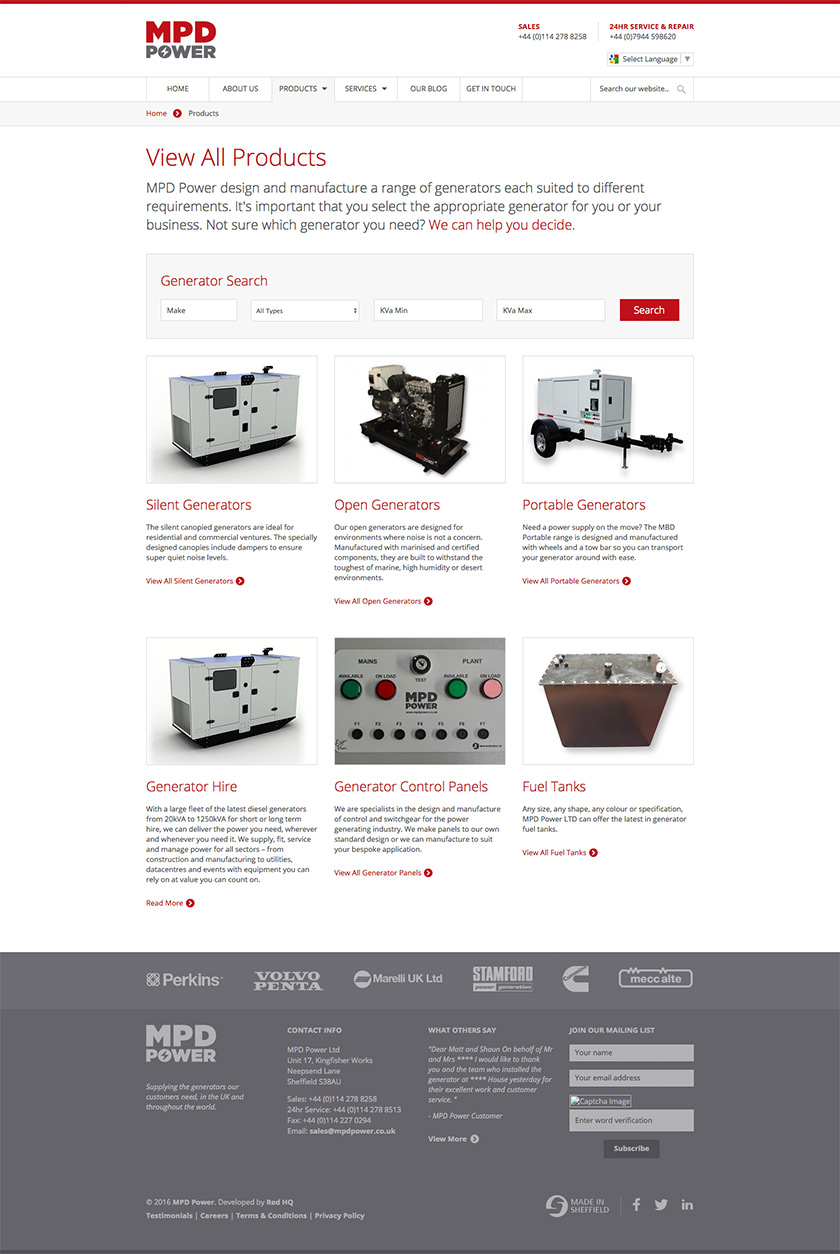 MPD
POWER
SALES
+44 (0)114 278 8258
24HR SERVICE & REPAIR
+44 (0)7944 598620
Select Language
HOME
ABOUT US
PRODUCTS
SERVICES
OUR BLOG
GET IN TOUCH
Search our website..
Home
Products
View All Products
MPD Power design and manufacture a range of generators each suited to different
requirements. It's important that you select the appropriate generator for you or your
business. Not sure which generator you need? We can help you decide.
Generator Search
Make
All Types
KVa Min
KVa Max
Search
Silent Generators
The silent canopied generators are ideal for
residential and commercial ventures. The specially
designed canopies include dampers to ensure
super quiet noise levels.
View All Silent Generators
Open Generators
Our open generators are designed for
environments where noise is not a concern.
Manufactured with marinised and certified
components, they are built to withstand the
toughest of marine, high humidity or desert
environments.
View All Open Generators
Portable Generators
Need a power supply on the move? The MBD
Portable range is designed and manufactured
with wheels and a tow bar so you can transport
your generator around with ease.
View All Portable Generators
MAINS
PLANT
AVAILABLE
ON LOAD
TEST
AVAILABLE
ON LOAD
MPD
POWER
www.mpdpower.co.uk
F1 F2 F3 F4 F5 F6 F7
Generator Hire
With a large fleet of the latest diesel generators
from 20kVA to 1250kVA for short or long term
hire, we can deliver the power you need, wherever
and whenever you need it. We supply, fit, service
and manage power for all sectors – from
construction and manufacturing to utilities,
datacentres and events with equipment you can
rely on at value you can count on.
Read More
Generator Control Panels
We are specialists in the design and manufacture
of control and switchgear for the power
generating industry. We make panels to our own
standard design or we can manufacture to suit
your bespoke application.
View All Generator Panels
Fuel Tanks
Any size, any shape, any colour or specification,
MPD Power LTD can offer the latest in generator
fuel tanks.
View All Fuel Tanks
Perkins
VOLVO
PENTA
Marelli UK Ltd
STAMFORD
power generation
mecc alte
MPD
POWER
Supplying the generators our
customers need, in the UK and
throughout the world.
CONTACT INFO
MPD Power Ltd
Unit 17, Kingfisher Works
Neepsend Lane
Sheffield S38AU
Sales: +44 (0)114 278 8258
24hr Service: +44 (0)114 278 8513
Fax: +44 (0)114 227 0294
Email: sales@mpdpower.co.uk
WHAT OTHERS SAY
"Dear Matt and Shaun On behalf of Mr
and Mrs **** I would like to thank
you and the team who installed the
generator at **** House yesterday for
their excellent work and customer
service. "
- MPD Power Customer
View More
JOIN OUR MAILING LIST
Your name
Your email address
Captcha Image
Enter word verification
Subscribe
© 2016 MPD Power. Developed by Red HQ
Testimonials | Careers | Terms & Conditions | Privacy Policy
MADE IN
SHEFFIELD